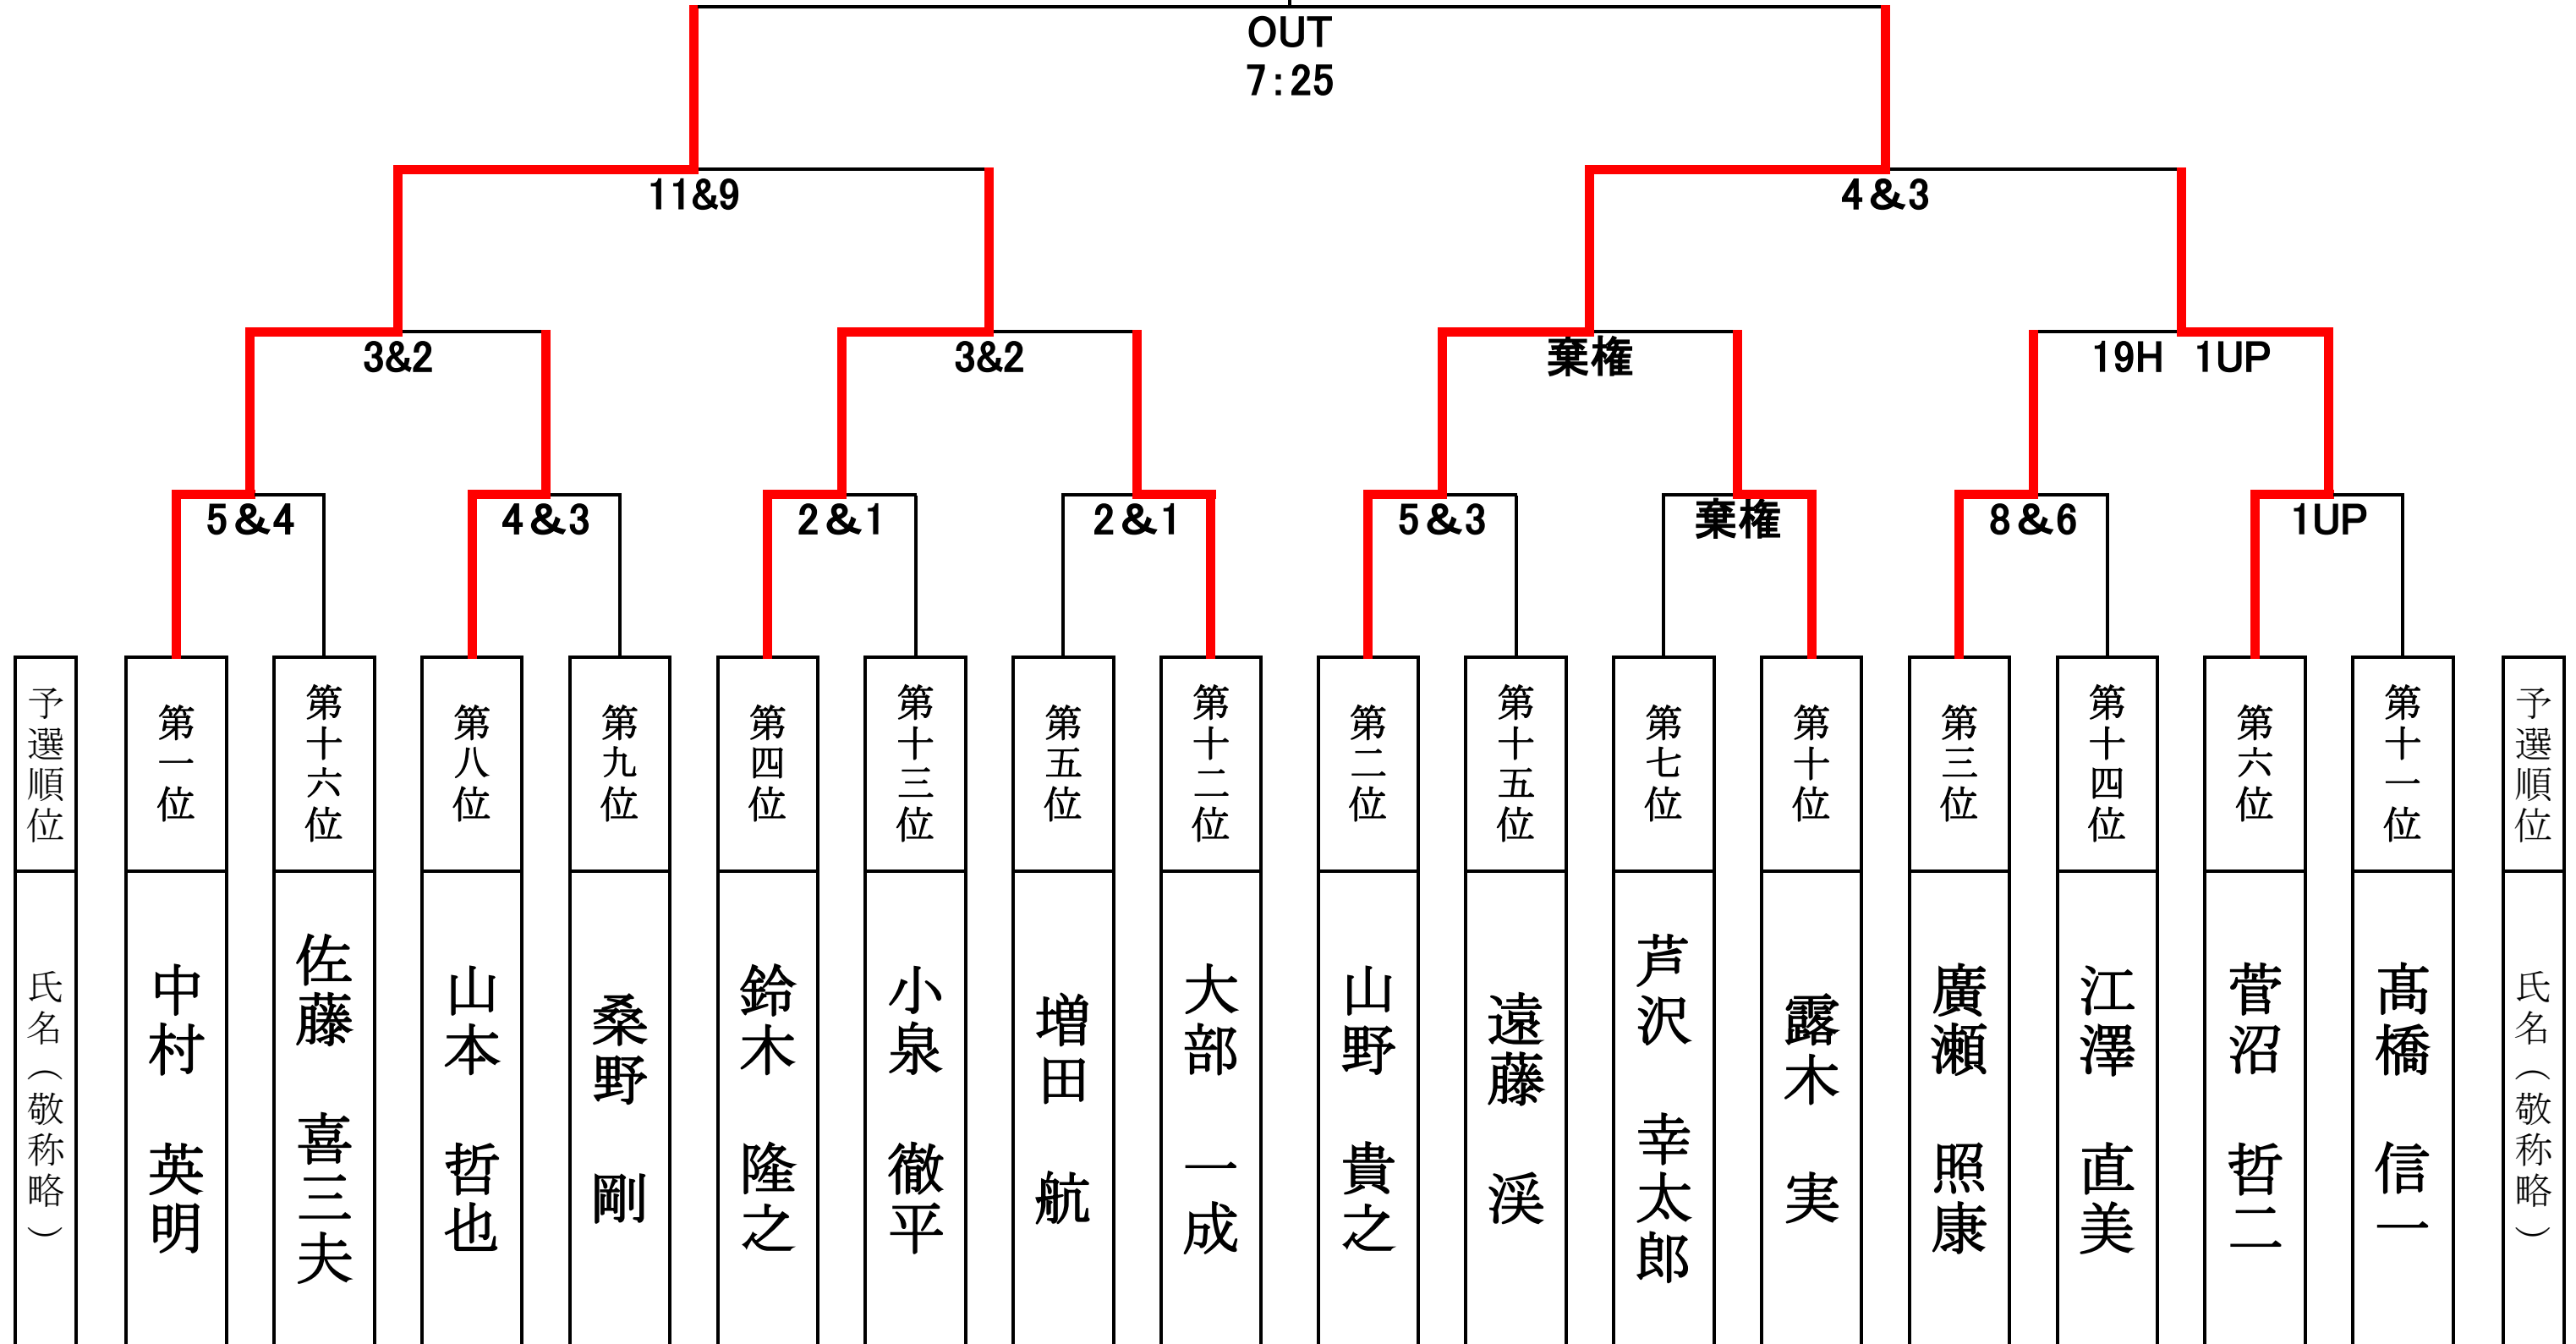 OUT
7:25
11&9
4&3
3&2
3&2
棄権
19H 1UP
5&4
4&3
2&1
2&1
5&3
棄権
8&6
1UP
予選順位
第一位
第十六位
第八位
第九位
第四位
第十三位
第五位
第十二位
第二位
第十五位
第七位
第十位
第三位
第十四位
第六位
第十一位
予選順位
氏名（敬称略）
中村 英明
佐藤 喜三夫
山本 哲也
桑野 剛
鈴木 隆之
小泉 徹平
増田 航
大部 一成
山野 貴之
遠藤 渓
芦沢 幸太郎
露木 実
廣瀬 照康
江澤 直美
菅沼 哲二
髙橋 信一
氏名（敬称略）